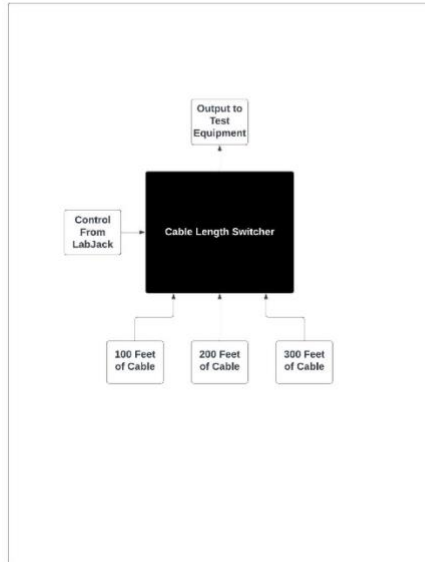 Output to
Test
Equipment
Control
From
LabJack
Cable Length Switcher
100 Feet
of Cable
200 Feet
of Cable
300 Feet
of Cable